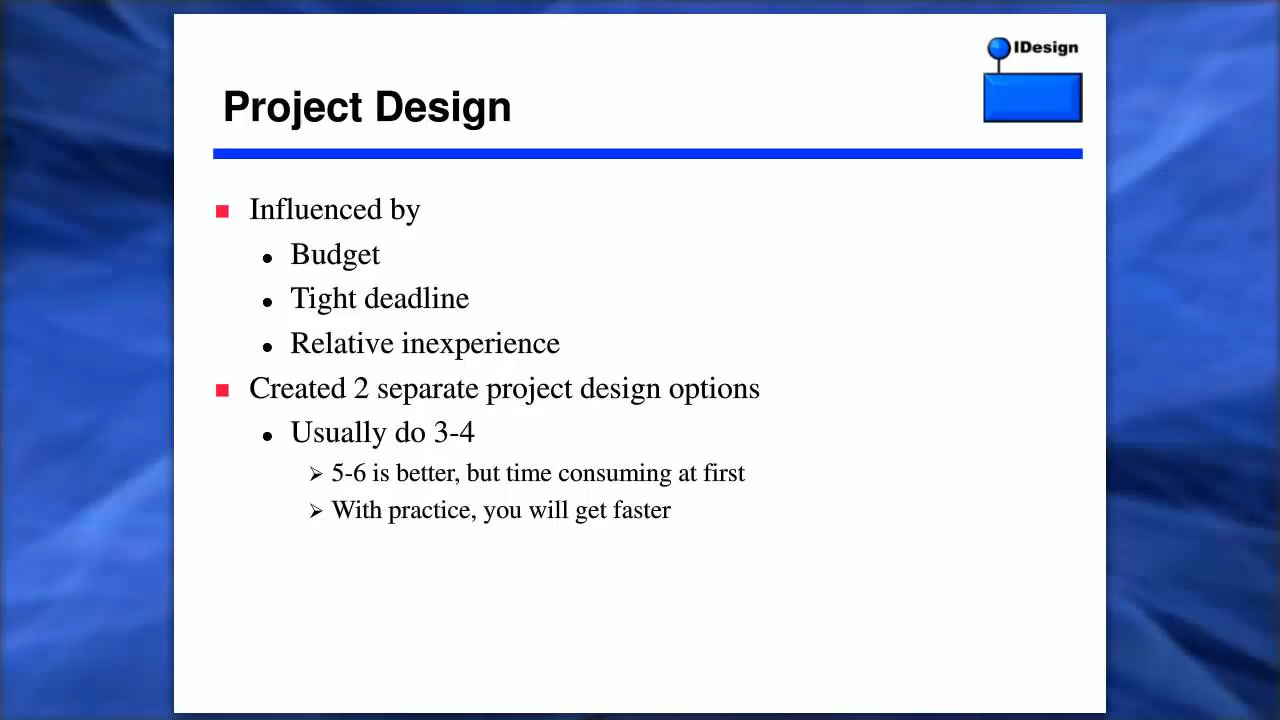 IDesign
Project Design
Influenced by
Budget
Tight deadline
Relative inexperience
Created 2 separate project design options
Usually do 3-4
5-6 is better, but time consuming at first
With practice, you will get faster